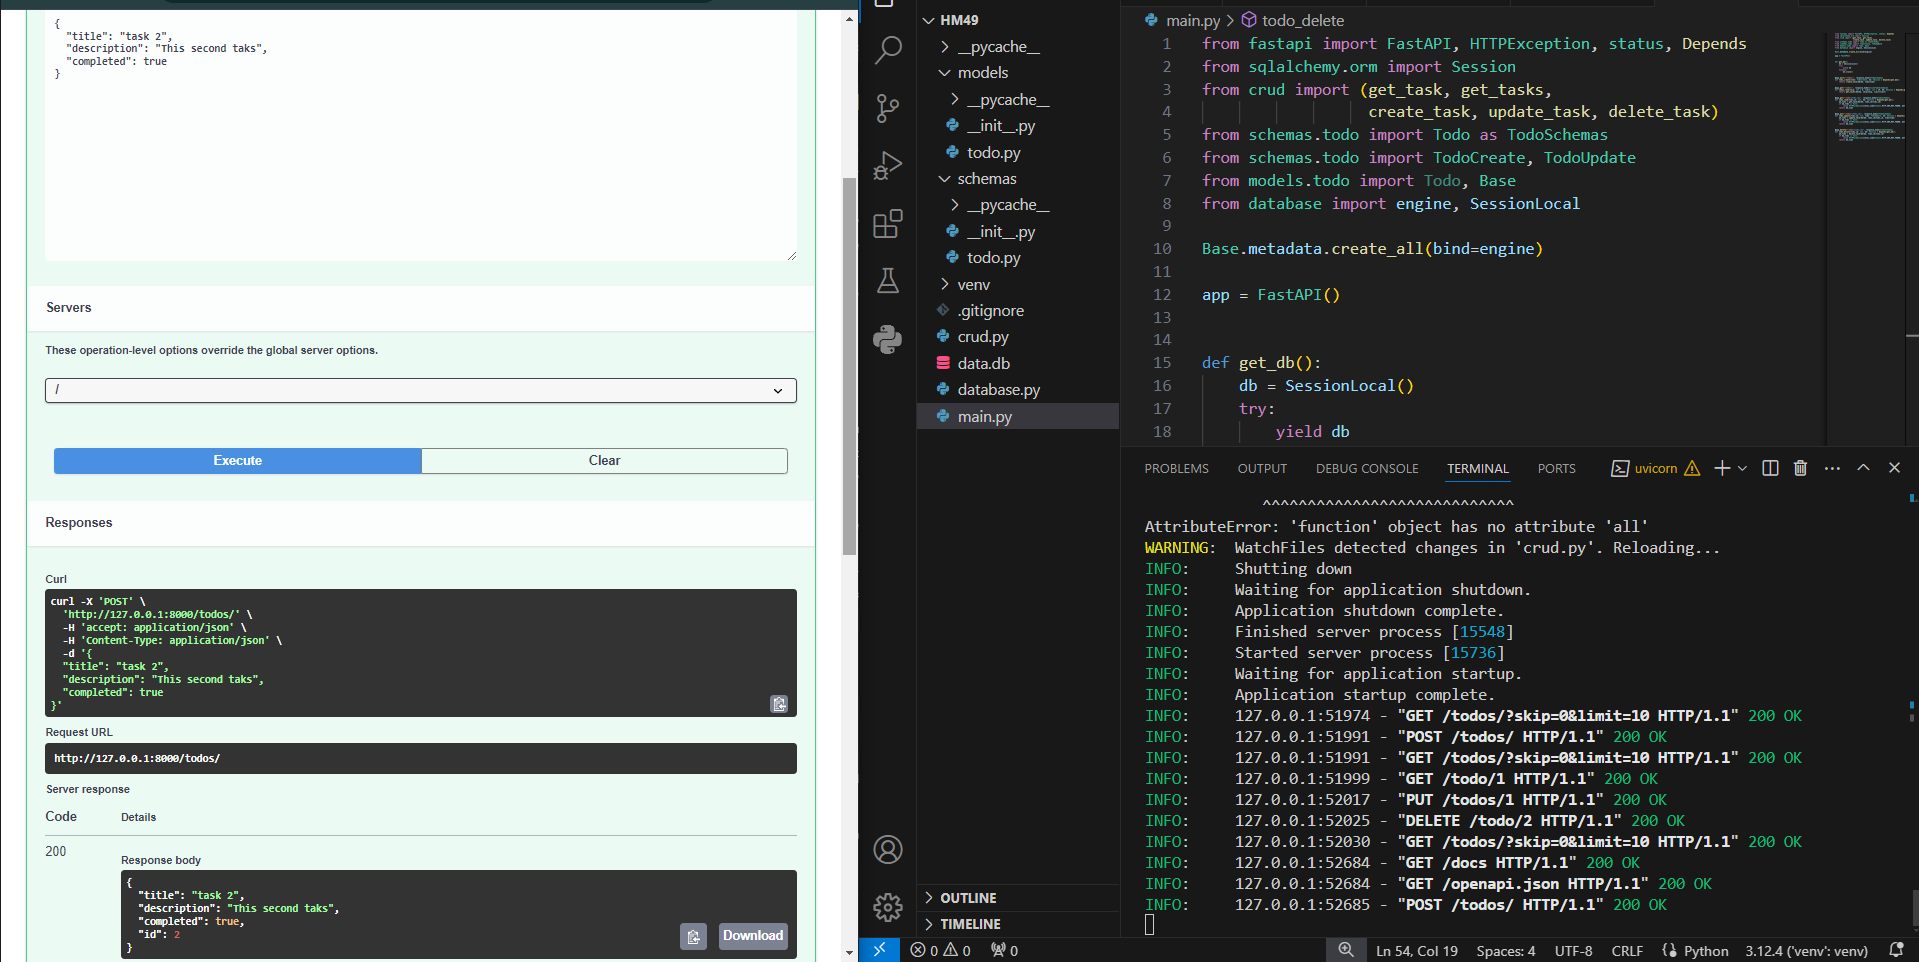 {
"title": "task 2",
"description": "This second taks",
"completed": true
}
Servers
These operation-level options override the global server options.
/
Execute
Clear
Responses
Curl
curl -X 'POST' \
'http://127.0.0.1:8000/todos/' \
-H 'accept: application/json' \
-H 'Content-Type: application/json' \
-d '{
"title": "task 2",
"description": "This second taks",
"completed": true
}'
Request URL
http://127.0.0.1:8000/todos/
Server response
Code
Details
200
Response body
{
"title": "task 2",
"description": "This second taks",
"completed": true,
"id": 2
}
Download
HM49
__pycache__
models
__pycache__
__init__.py
todo.py
schemas
__pycache__
__init__.py
todo.py
venv
.gitignore
crud.py
data.db
database.py
main.py
OUTLINE
TIMELINE
main.py > todo_delete
1 from fastapi import FastAPI, HTTPException, status, Depends
2 from sqlalchemy.orm import Session
3 from crud import (get_task, get_tasks,
4 create_task, update_task, delete_task)
5 from schemas.todo import Todo as TodoSchemas
6 from schemas.todo import TodoCreate, TodoUpdate
7 from models.todo import Todo, Base
8 from database import engine, SessionLocal
9
10 Base.metadata.create_all(bind=engine)
11
12 app = FastAPI()
13
14
15 def get_db():
16 db = SessionLocal()
17 try:
18 yield db
PROBLEMS OUTPUT DEBUG CONSOLE TERMINAL PORTS uvicorn
^^^^^^^^^^^^^^^^^^^^^^^^^^^^
AttributeError: 'function' object has no attribute 'all'
WARNING: WatchFiles detected changes in 'crud.py'. Reloading...
INFO: Shutting down
INFO: Waiting for application shutdown.
INFO: Application shutdown complete.
INFO: Finished server process [15548]
INFO: Started server process [15736]
INFO: Waiting for application startup.
INFO: Application startup complete.
INFO: 127.0.0.1:51974 - "GET /todos/?skip=0&limit=10 HTTP/1.1" 200 OK
INFO: 127.0.0.1:51991 - "POST /todos/ HTTP/1.1" 200 OK
INFO: 127.0.0.1:51991 - "GET /todos/?skip=0&limit=10 HTTP/1.1" 200 OK
INFO: 127.0.0.1:51999 - "GET /todo/1 HTTP/1.1" 200 OK
INFO: 127.0.0.1:52017 - "PUT /todos/1 HTTP/1.1" 200 OK
INFO: 127.0.0.1:52025 - "DELETE /todo/2 HTTP/1.1" 200 OK
INFO: 127.0.0.1:52030 - "GET /todos/?skip=0&limit=10 HTTP/1.1" 200 OK
INFO: 127.0.0.1:52684 - "GET /docs HTTP/1.1" 200 OK
INFO: 127.0.0.1:52684 - "GET /openapi.json HTTP/1.1" 200 OK
INFO: 127.0.0.1:52685 - "POST /todos/ HTTP/1.1" 200 OK
0 0 0 Ln 54, Col 19 Spaces: 4 UTF-8 CRLF Python 3.12.4 ('venv': venv)